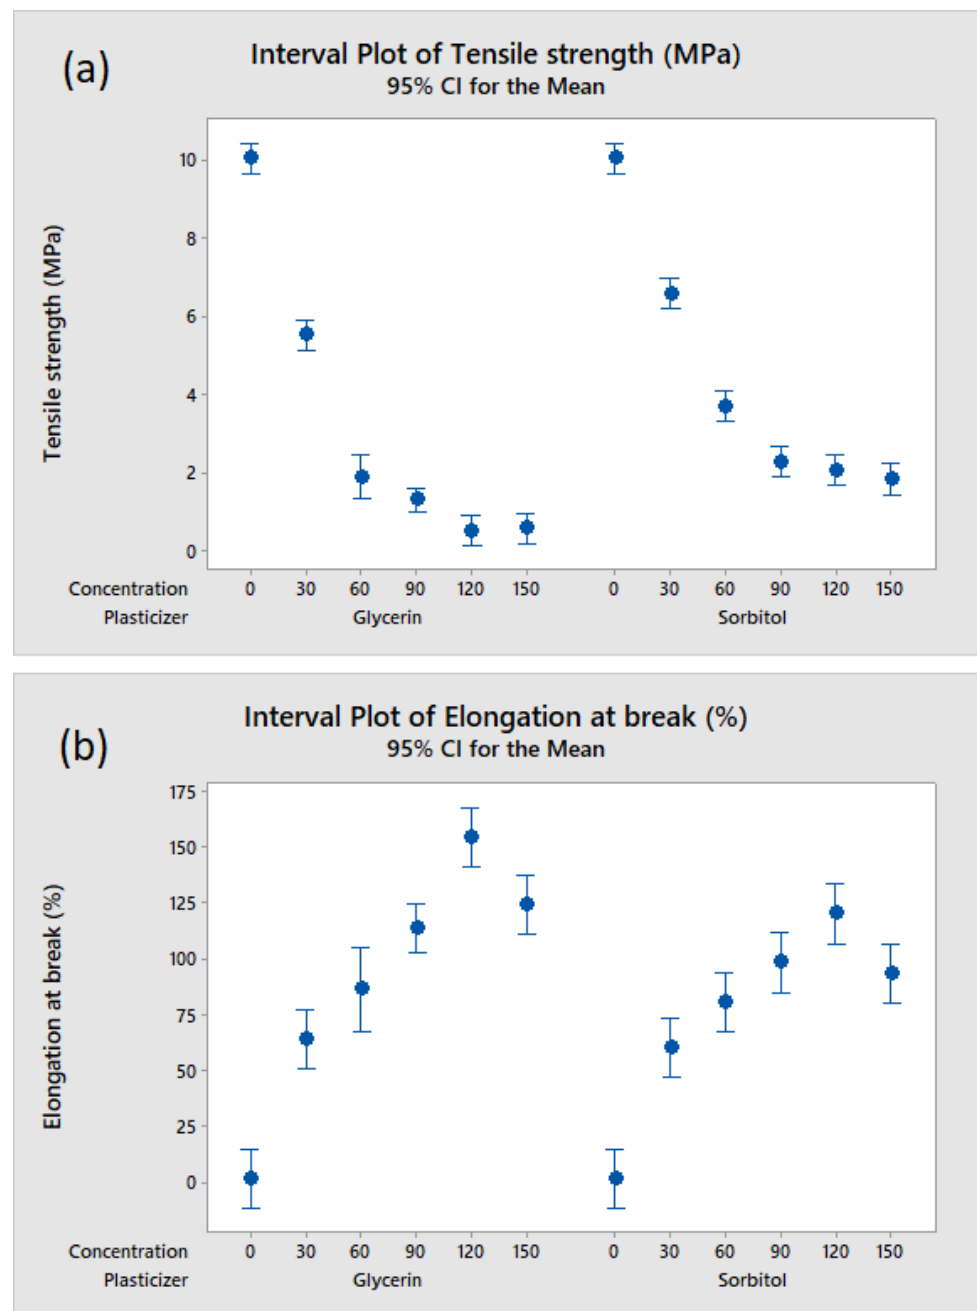 (a)
Interval Plot of Tensile strength (MPa)
95% CI for the Mean
Tensile strength (MPa)
10
8
6
4
2
0
Concentration 0 30 60 90 120 150 0 30 60 90 120 150
Plasticizer Glycerin Sorbitol
(b)
Interval Plot of Elongation at break (%)
95% CI for the Mean
Elongation at break (%)
175
150
125
100
75
50
25
0
Concentration 0 30 60 90 120 150 0 30 60 90 120 150
Plasticizer Glycerin Sorbitol